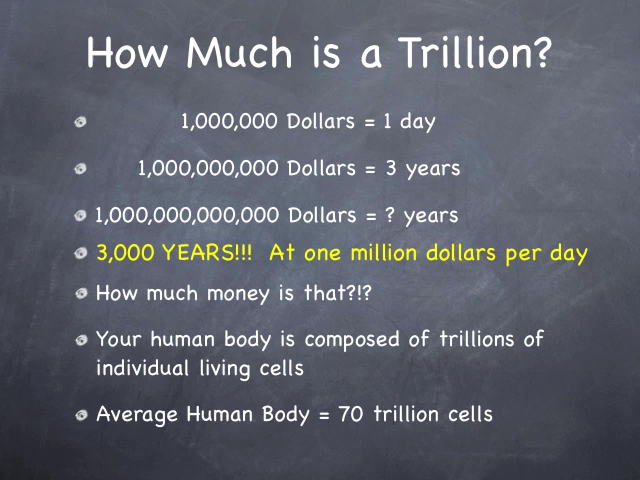 How Much is a Trillion?
1,000,000 Dollars = 1 day
1,000,000,000 Dollars = 3 years
1,000,000,000,000 Dollars = ? years
3,000 YEARS!!! At one million dollars per day
How much money is that?!?
Your human body is composed of trillions of
individual living cells
Average Human Body = 70 trillion cells